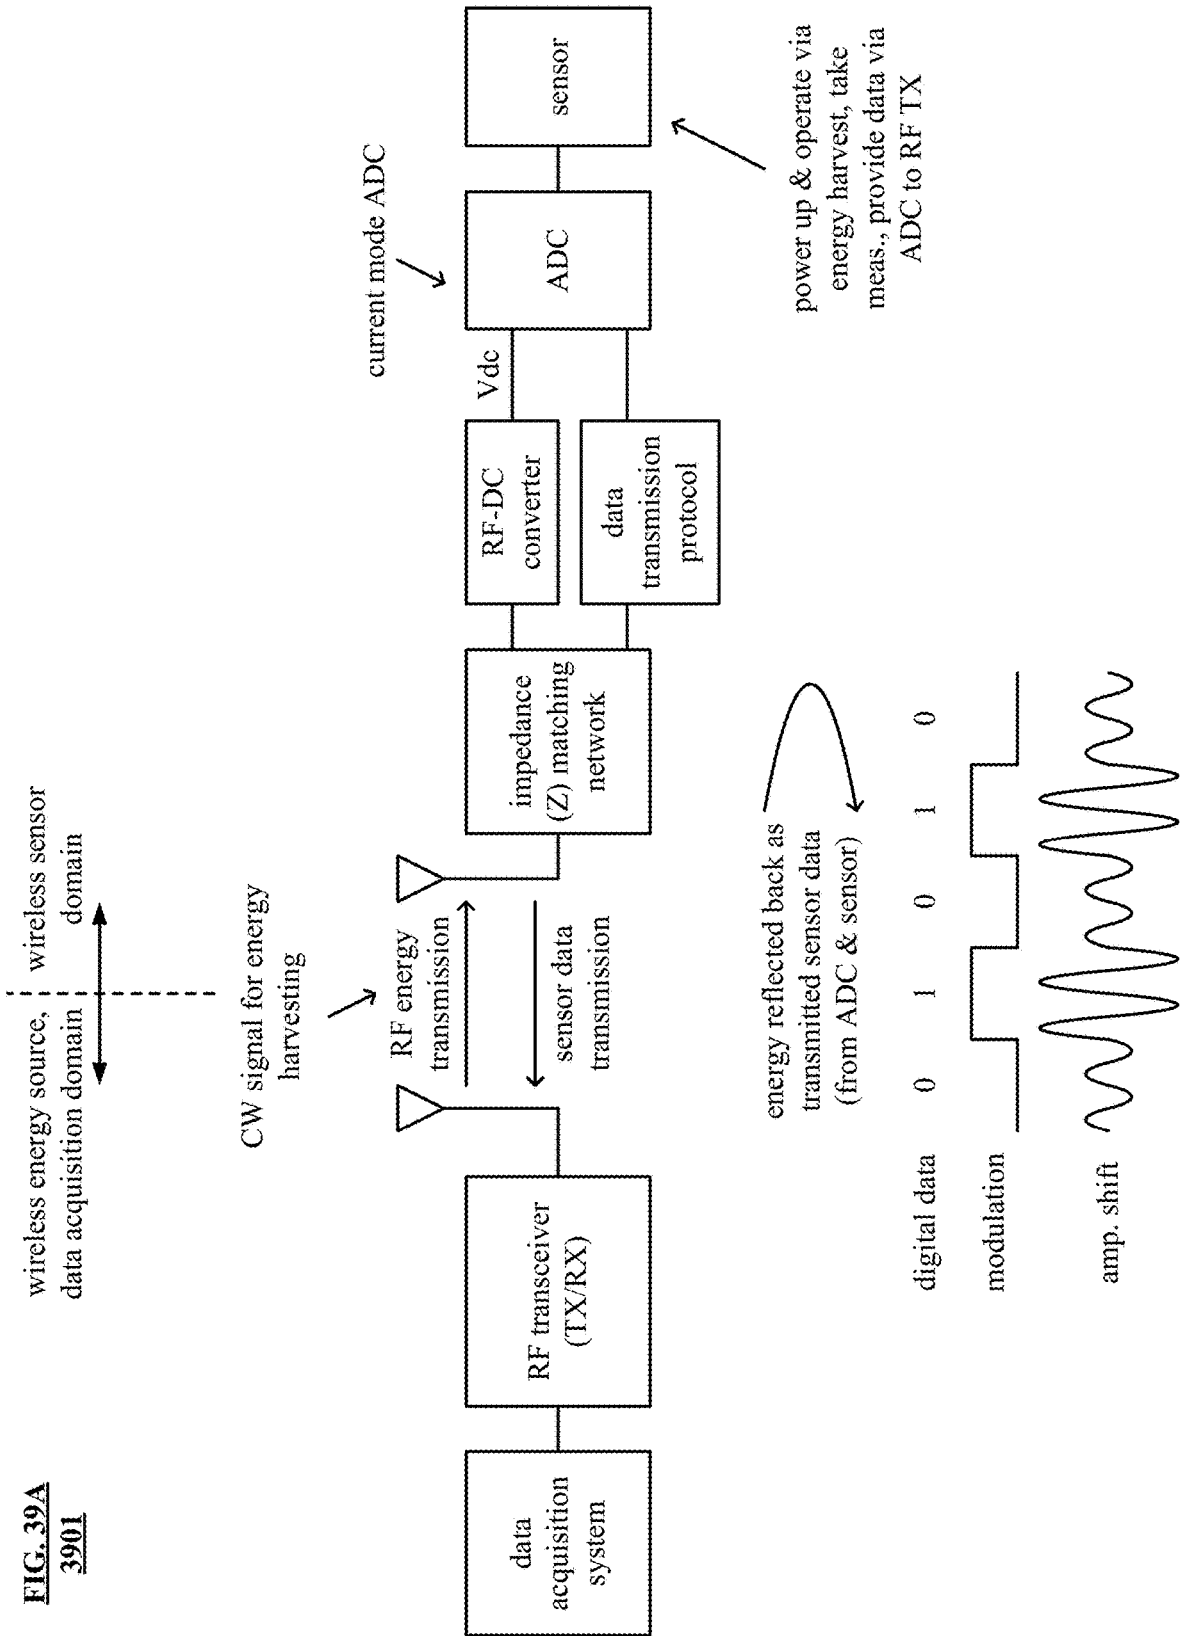 FIG. 39A
3901
wireless energy source,
data acquisition domain
wireless sensor
domain
CW signal for energy
harvesting
RF energy
transmission
sensor data
transmission
current mode ADC
data
acquisition
system
RF transceiver
(TX/RX)
impedance
(Z) matching
network
RF-DC
converter
Vdc
data
transmission
protocol
ADC
sensor
power up & operate via
energy harvest, take
meas., provide data via
ADC to RF TX
energy reflected back as
transmitted sensor data
(from ADC & sensor)
digital data 0 1 0 1 0
modulation
amp. shift